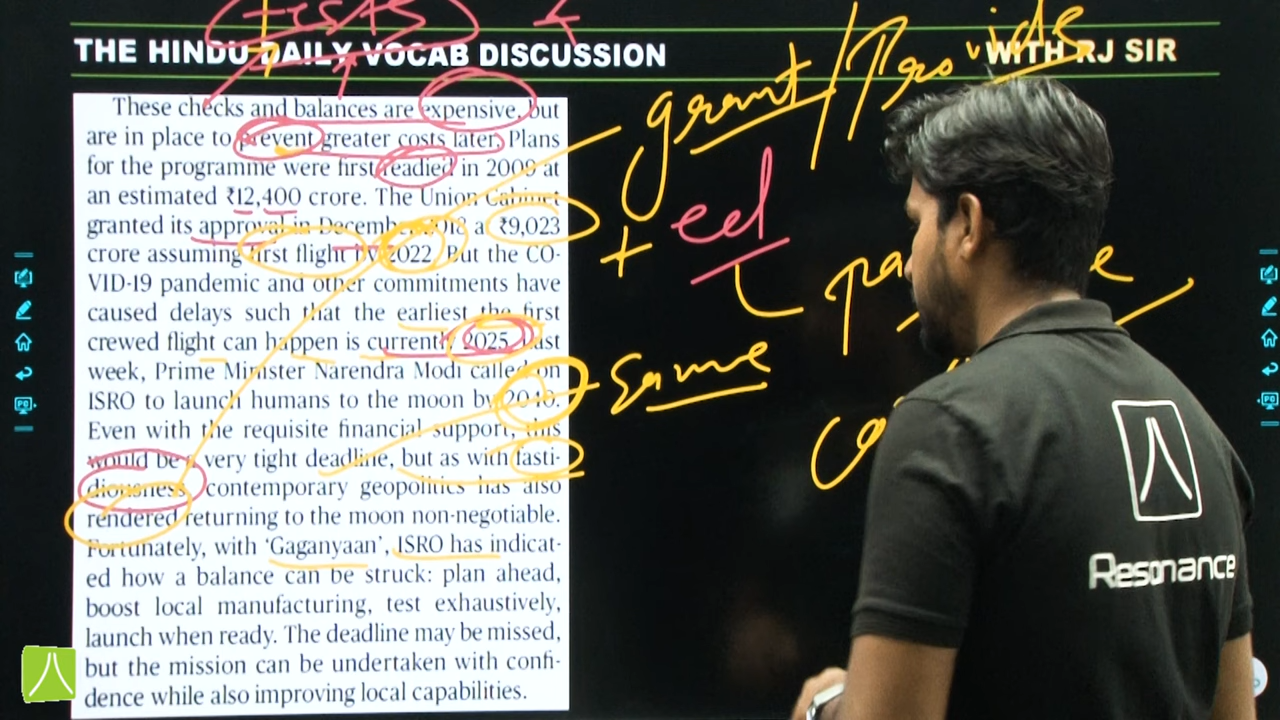 tests
THE HINDU DAILY VOCAB DISCUSSION
WITH RJ SIR
grant/Provide
+ ed
same
These checks and balances are expensive, but
are in place to prevent greater costs later. Plans
for the programme were first readied in 2009 at
an estimated ₹12,400 crore. The Union Cabinet
granted its approval in December 2018 at ₹9,023
crore assuming first flight by 2022. But the CO-
VID-19 pandemic and other commitments have
caused delays such that the earliest the first
crewed flight can happen is currently 2025. Last
week, Prime Minister Narendra Modi called on
ISRO to launch humans to the moon by 2040.
Even with the requisite financial support, this
would be a very tight deadline, but as with fasti-
diousness, contemporary geopolitics has also
rendered returning to the moon non-negotiable.
Fortunately, with ‘Gaganyaan’, ISRO has indicat-
ed how a balance can be struck: plan ahead,
boost local manufacturing, test exhaustively,
launch when ready. The deadline may be missed,
but the mission can be undertaken with confi-
dence while also improving local capabilities.
Resonance
PC
PC